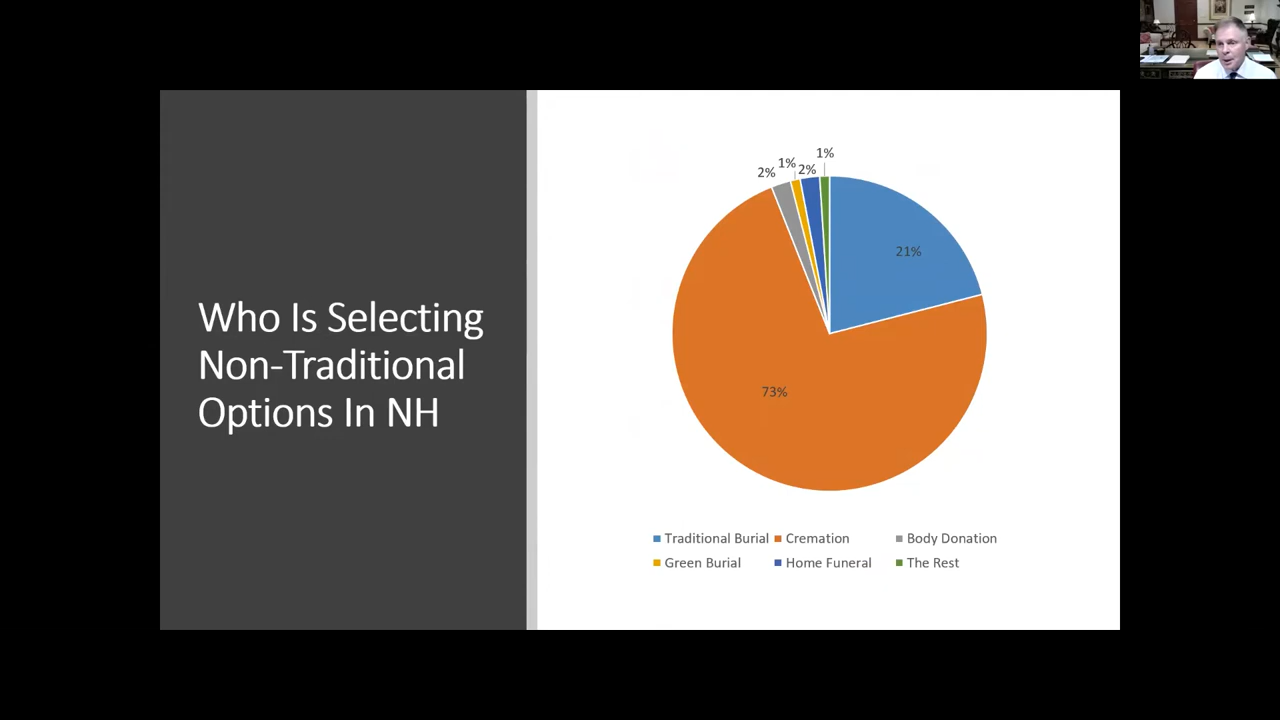 Who Is Selecting
Non-Traditional
Options In NH
2%
1%
2%
1%
21%
73%
Traditional Burial
Cremation
Body Donation
Green Burial
Home Funeral
The Rest